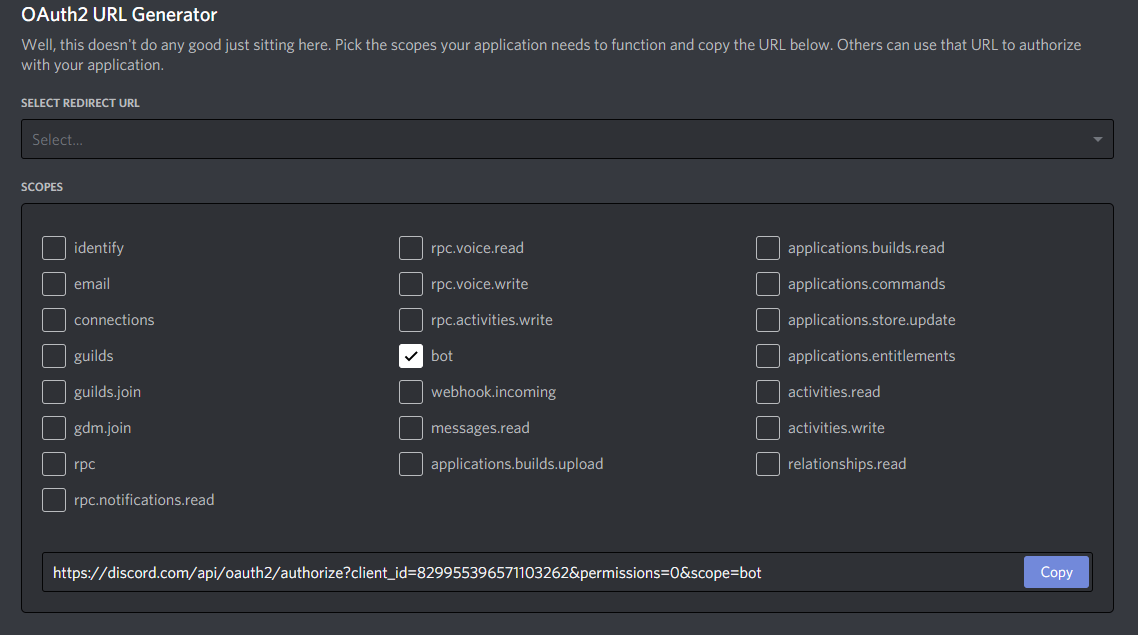 OAuth2 URL Generator
Well, this doesn't do any good just sitting here. Pick the scopes your application needs to function and copy the URL below. Others can use that URL to authorize
with your application.
SELECT REDIRECT URL
Select...
SCOPES
identify
email
connections
guilds
guilds.join
gdm.join
rpc
rpc.notifications.read
rpc.voice.read
rpc.voice.write
rpc.activities.write
bot
webhook.incoming
messages.read
applications.builds.upload
applications.builds.read
applications.commands
applications.store.update
applications.entitlements
activities.read
activities.write
relationships.read
https://discord.com/api/oauth2/authorize?client_id=829955396571103262&permissions=0&scope=bot
Copy